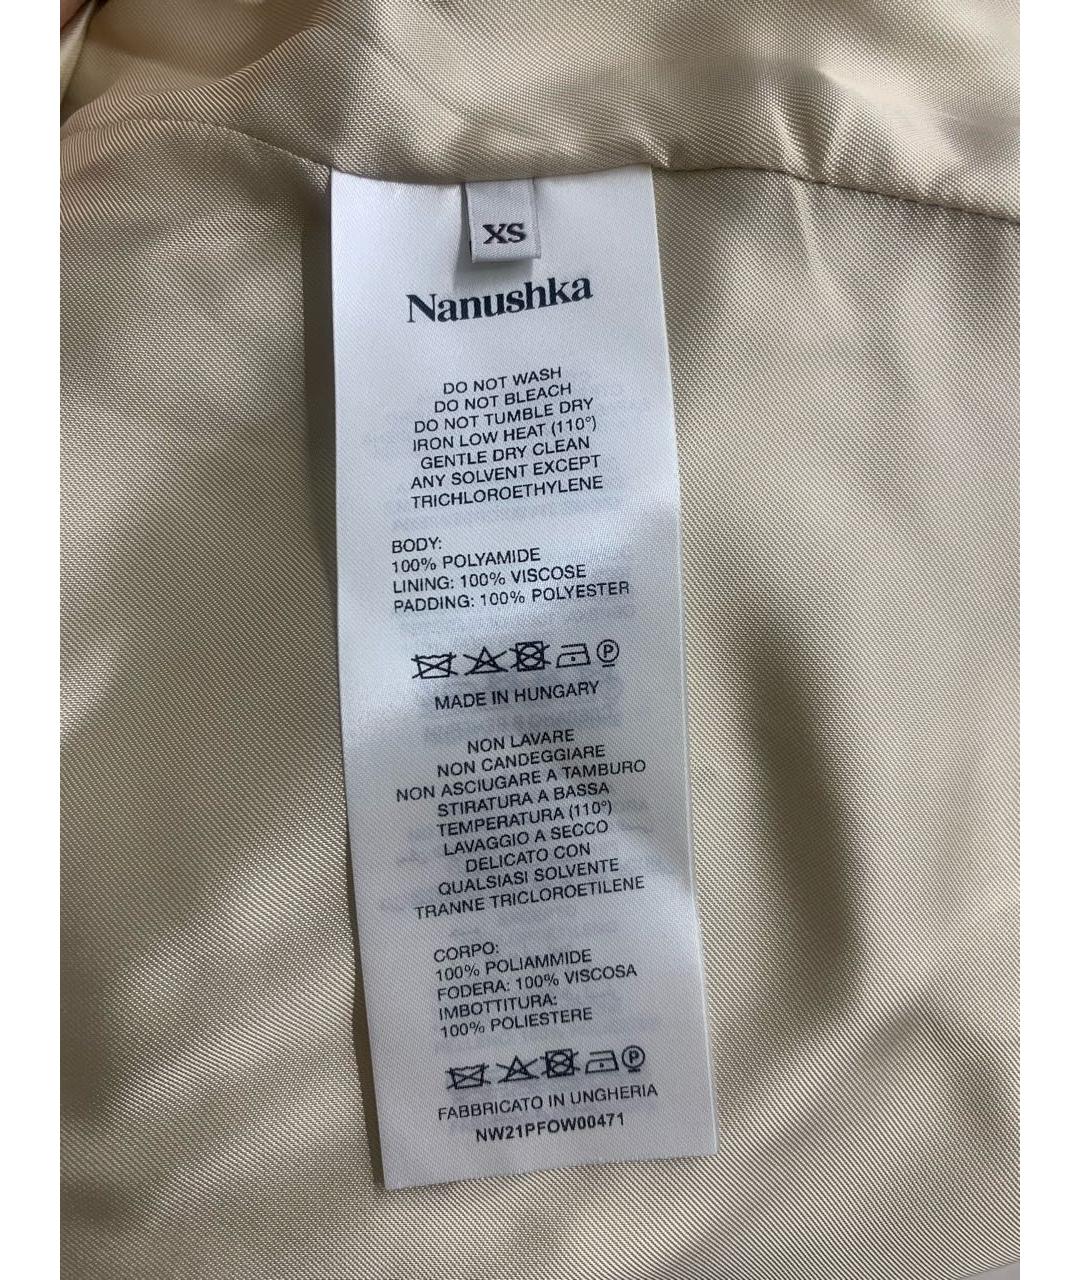 XS
Nanushka
DO NOT WASH
DO NOT BLEACH
DO NOT TUMBLE DRY
IRON LOW HEAT (110°)
GENTLE DRY CLEAN
ANY SOLVENT EXCEPT
TRICHLOROETHYLENE
BODY:
100% POLYAMIDE
LINING: 100% VISCOSE
PADDING: 100% POLYESTER
P
MADE IN HUNGARY
NON LAVARE
NON CANDEGGIARE
NON ASCIUGARE A TAMBURO
STIRATURA A BASSA
TEMPERATURA (110°)
LAVAGGIO A SECCO
DELICATO CON
QUALSIASI SOLVENTE
TRANNE TRICLOROETILENE
CORPO:
100% POLIAMMIDE
FODERA: 100% VISCOSA
IMBOTTITURA:
100% POLIESTERE
P
FABBRICATO IN UNGHERIA
NW21PFOW00471